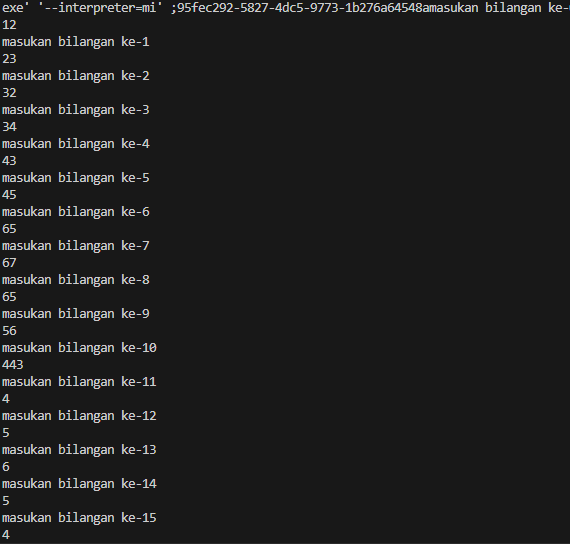 exe' '--interpreter=mi' ;95fec292-5827-4dc5-9773-1b276a64548amasukan bilangan ke-
12
masukan bilangan ke-1
23
masukan bilangan ke-2
32
masukan bilangan ke-3
34
masukan bilangan ke-4
43
masukan bilangan ke-5
45
masukan bilangan ke-6
65
masukan bilangan ke-7
67
masukan bilangan ke-8
65
masukan bilangan ke-9
56
masukan bilangan ke-10
443
masukan bilangan ke-11
4
masukan bilangan ke-12
5
masukan bilangan ke-13
6
masukan bilangan ke-14
5
masukan bilangan ke-15
4